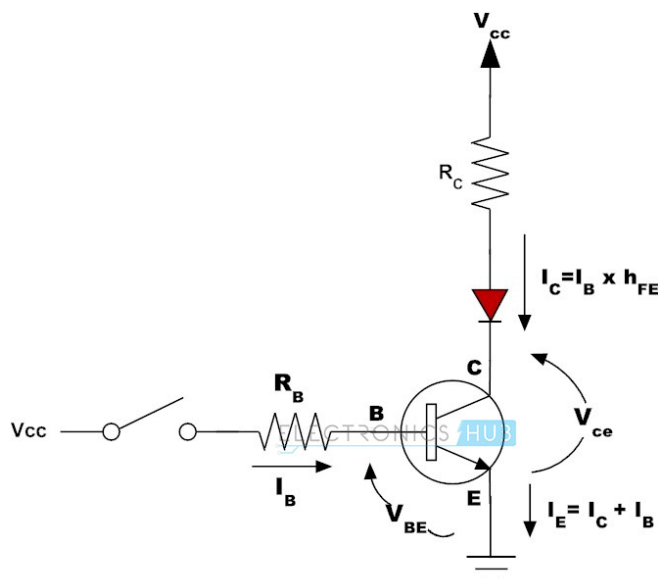 Vcc
RC
IC=IB x hFE
C
RB
B
Vcc
ELECTRONICS HUB
Vce
IB
VBE
E
IE= IC + IB